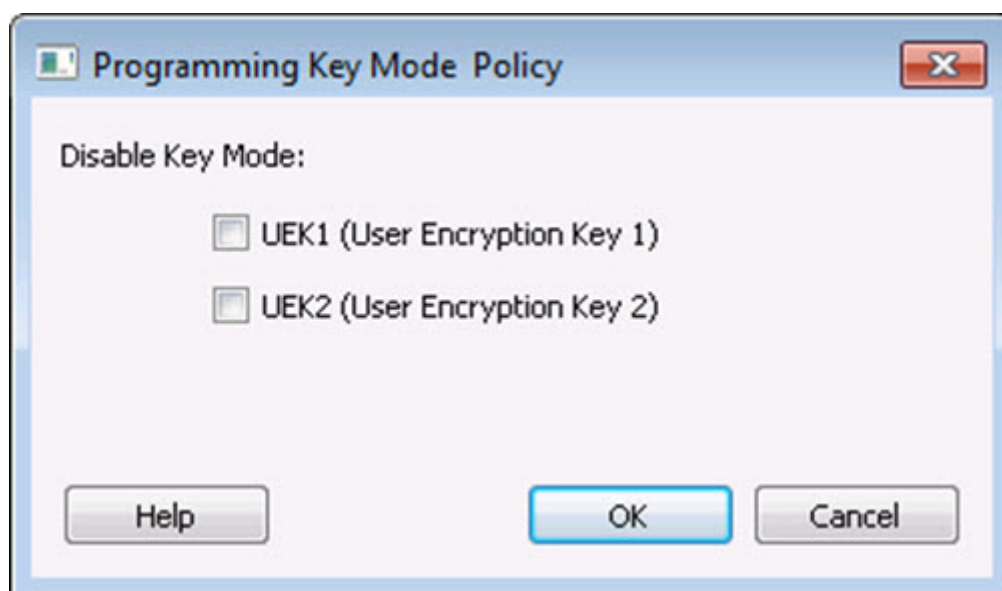 Programming Key Mode Policy
Disable Key Mode:
UEK1 (User Encryption Key 1)
UEK2 (User Encryption Key 2)
Help OK Cancel